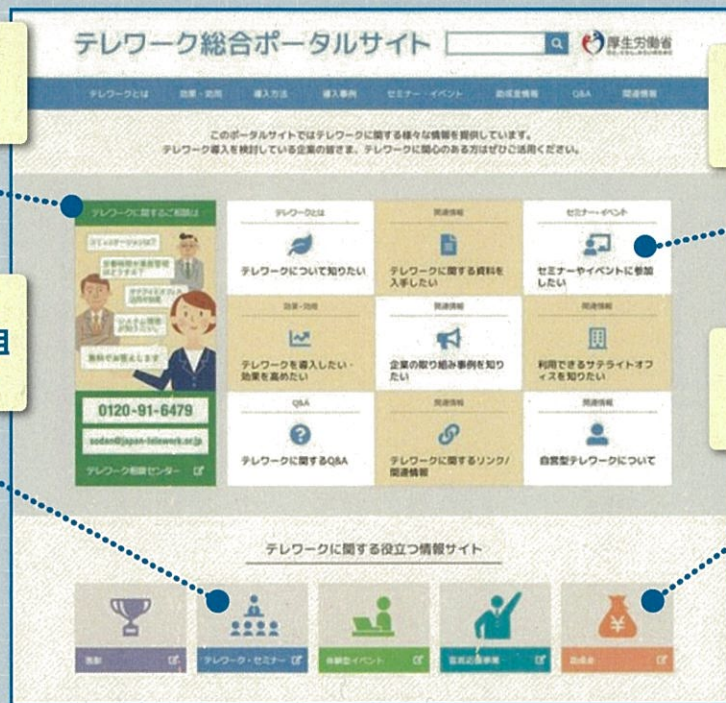 テレワーク総合ポータルサイト
厚生労働省
テレワークとは 効果・効用 導入方法 導入事例 セミナー・イベント 助成金情報 Q&A 関連情報
このポータルサイトではテレワークに関する様々な情報を提供しています。
テレワーク導入を検討している企業の皆さま、テレワークに関心のある方はぜひご活用ください。
組
テレワークに関するご相談は
無料でお答えします
0120-91-6479
sodan@japan-telework.or.jp
テレワーク相談センター
テレワークとは
テレワークについて知りたい
関連情報
テレワークに関する資料を
入手したい
セミナー・イベント
セミナーやイベントに参加
したい
効果・効用
テレワークを導入したい・
効果を高めたい
関連情報
企業の取り組み事例を知り
たい
関連情報
利用できるサテライトオフ
ィスを知りたい
Q&A
テレワークに関するQ&A
関連情報
テレワークに関するリンク/
関連情報
関連情報
自営型テレワークについて
テレワークに関する役立つ情報サイト
表彰
テレワーク・セミナー
体験型イベント
助成金